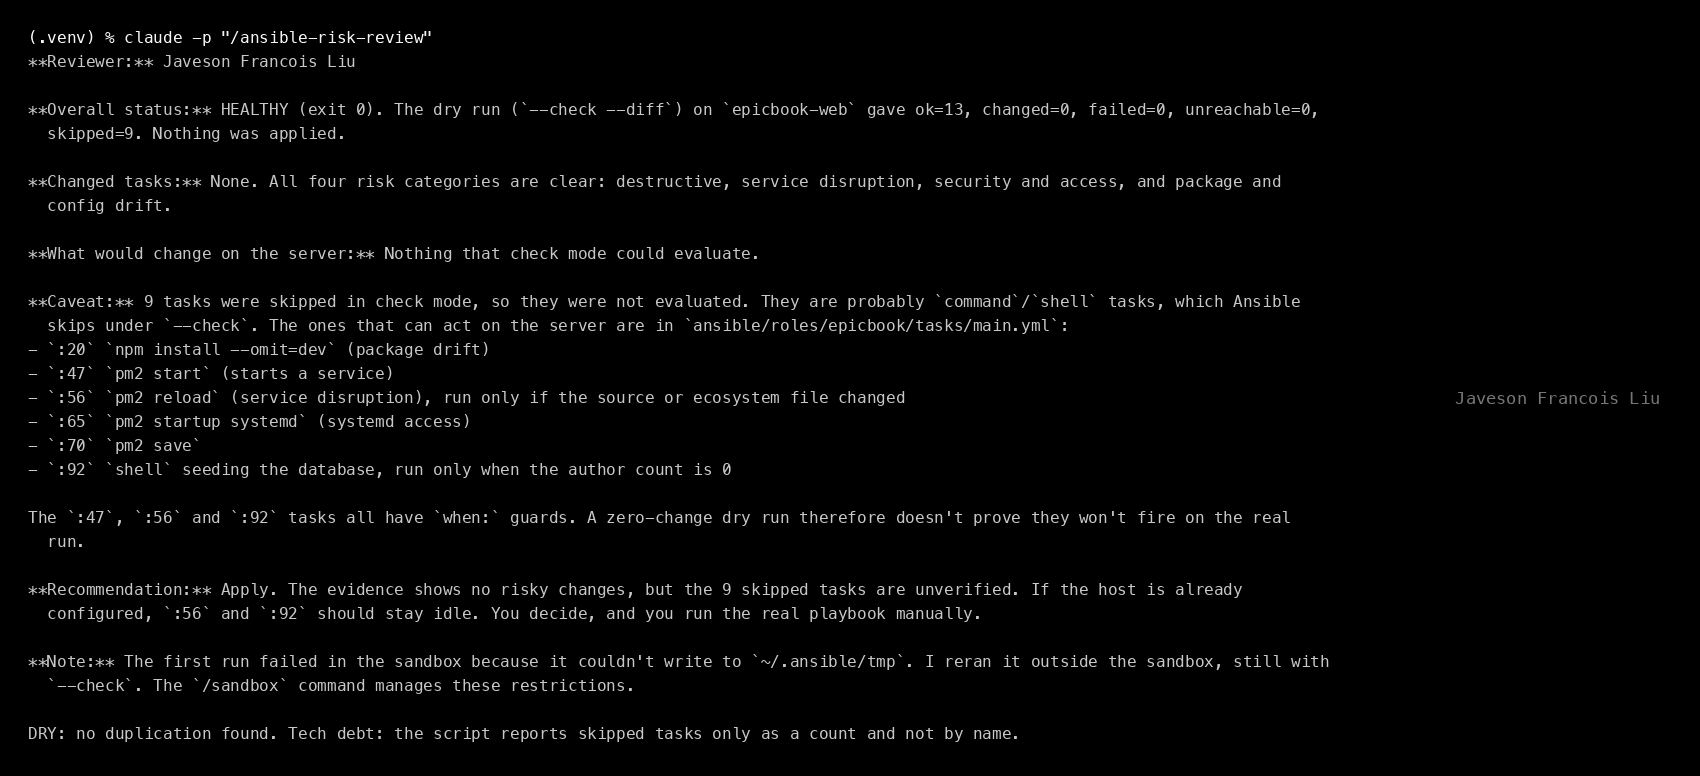 (.venv) % claude -p "/ansible-risk-review"
**Reviewer:** Javeson Francois Liu
**Overall status:** HEALTHY (exit 0). The dry run (`--check --diff`) on `epicbook-web` gave ok=13, changed=0, failed=0, unreachable=0,
skipped=9. Nothing was applied.
**Changed tasks:** None. All four risk categories are clear: destructive, service disruption, security and access, and package and
config drift.
**What would change on the server:** Nothing that check mode could evaluate.
**Caveat:** 9 tasks were skipped in check mode, so they were not evaluated. They are probably `command`/`shell` tasks, which Ansible
skips under `--check`. The ones that can act on the server are in `ansible/roles/epicbook/tasks/main.yml`:
- `:20` `npm install --omit=dev` (package drift)
- `:47` `pm2 start` (starts a service)
- `:56` `pm2 reload` (service disruption), run only if the source or ecosystem file changed
Javeson Francois Liu
- `:65` `pm2 startup systemd` (systemd access)
- `:70` `pm2 save`
- `:92` `shell` seeding the database, run only when the author count is 0
The `:47`, `:56` and `:92` tasks all have `when:` guards. A zero-change dry run therefore doesn't prove they won't fire on the real
run.
**Recommendation:** Apply. The evidence shows no risky changes, but the 9 skipped tasks are unverified. If the host is already
configured, `:56` and `:92` should stay idle. You decide, and you run the real playbook manually.
**Note:** The first run failed in the sandbox because it couldn't write to `~/.ansible/tmp`. I reran it outside the sandbox, still with
`--check`. The `/sandbox` command manages these restrictions.
DRY: no duplication found. Tech debt: the script reports skipped tasks only as a count and not by name.